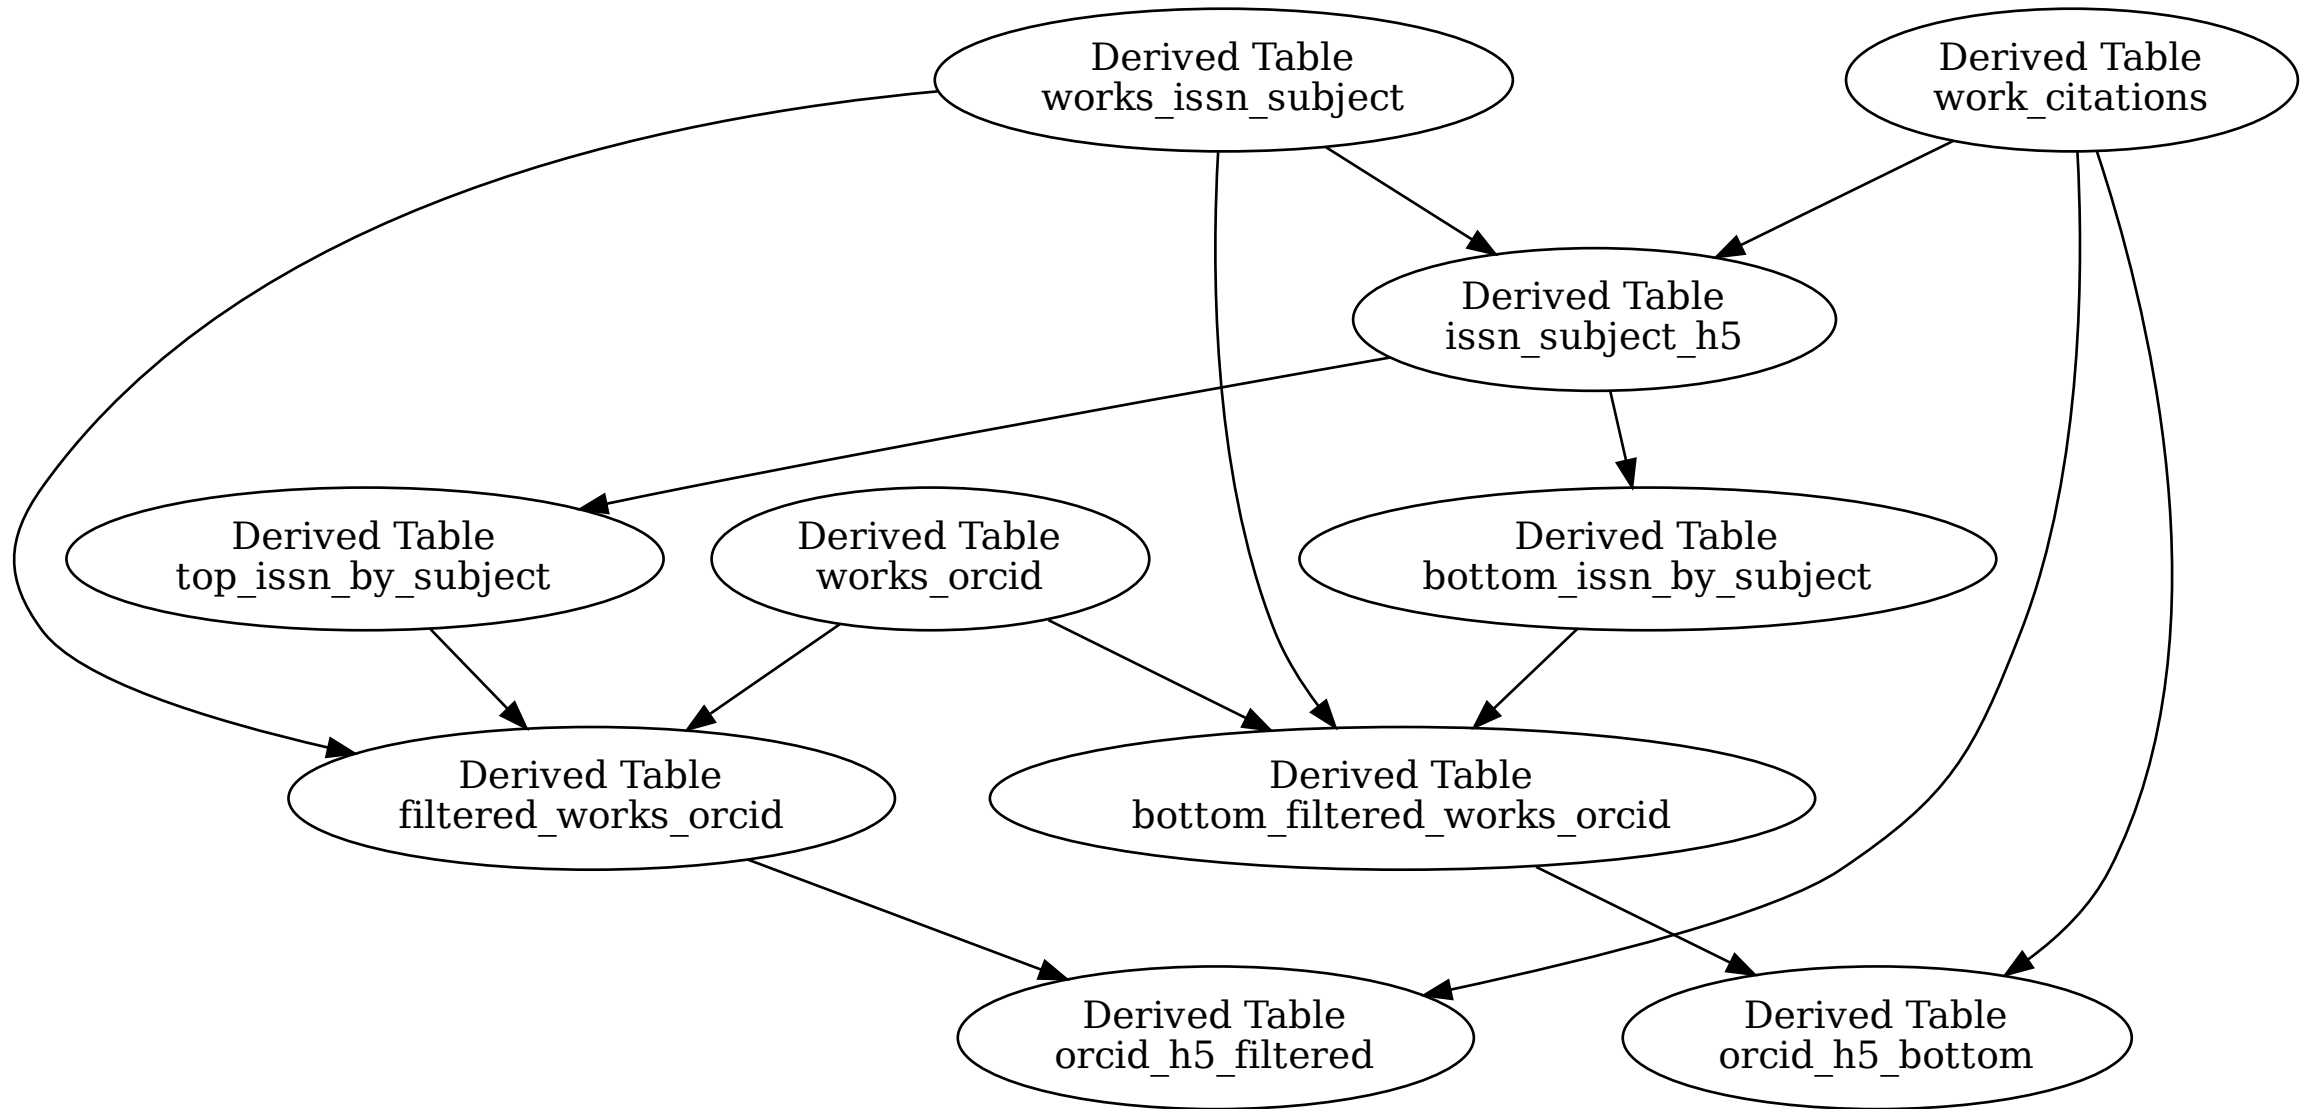 Derived Table
works_issn_subject
Derived Table
work_citations
Derived Table
issn_subject_h5
Derived Table
top_issn_by_subject
Derived Table
works_orcid
Derived Table
bottom_issn_by_subject
Derived Table
filtered_works_orcid
Derived Table
bottom_filtered_works_orcid
Derived Table
orcid_h5_filtered
Derived Table
orcid_h5_bottom